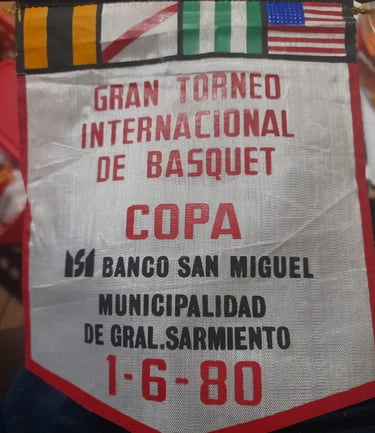 GRAN TORNEO
INTERNACIONAL
DE BASQUET
COPA
BANCO SAN MIGUEL
MUNICIPALIDAD
DE GRAL.SARMIENTO
1-6-80